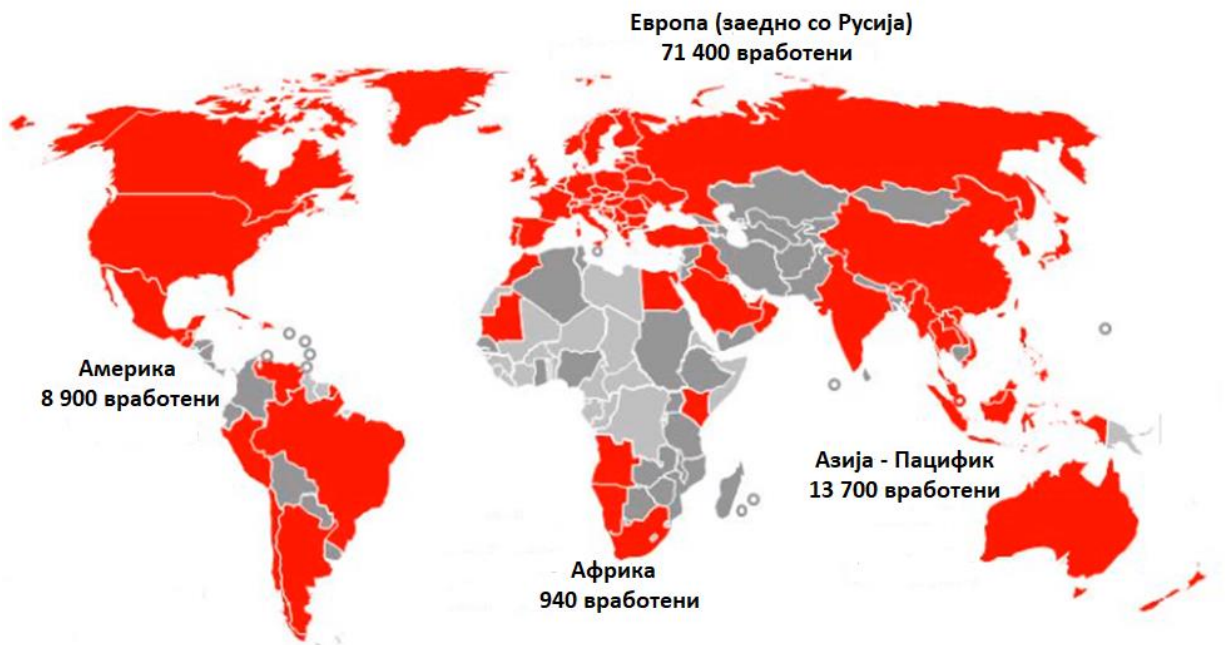 Европа (заедно со Русија)
71 400 вработени
Америка
8 900 вработени
Азија - Пацифик
13 700 вработени
Африка
940 вработени